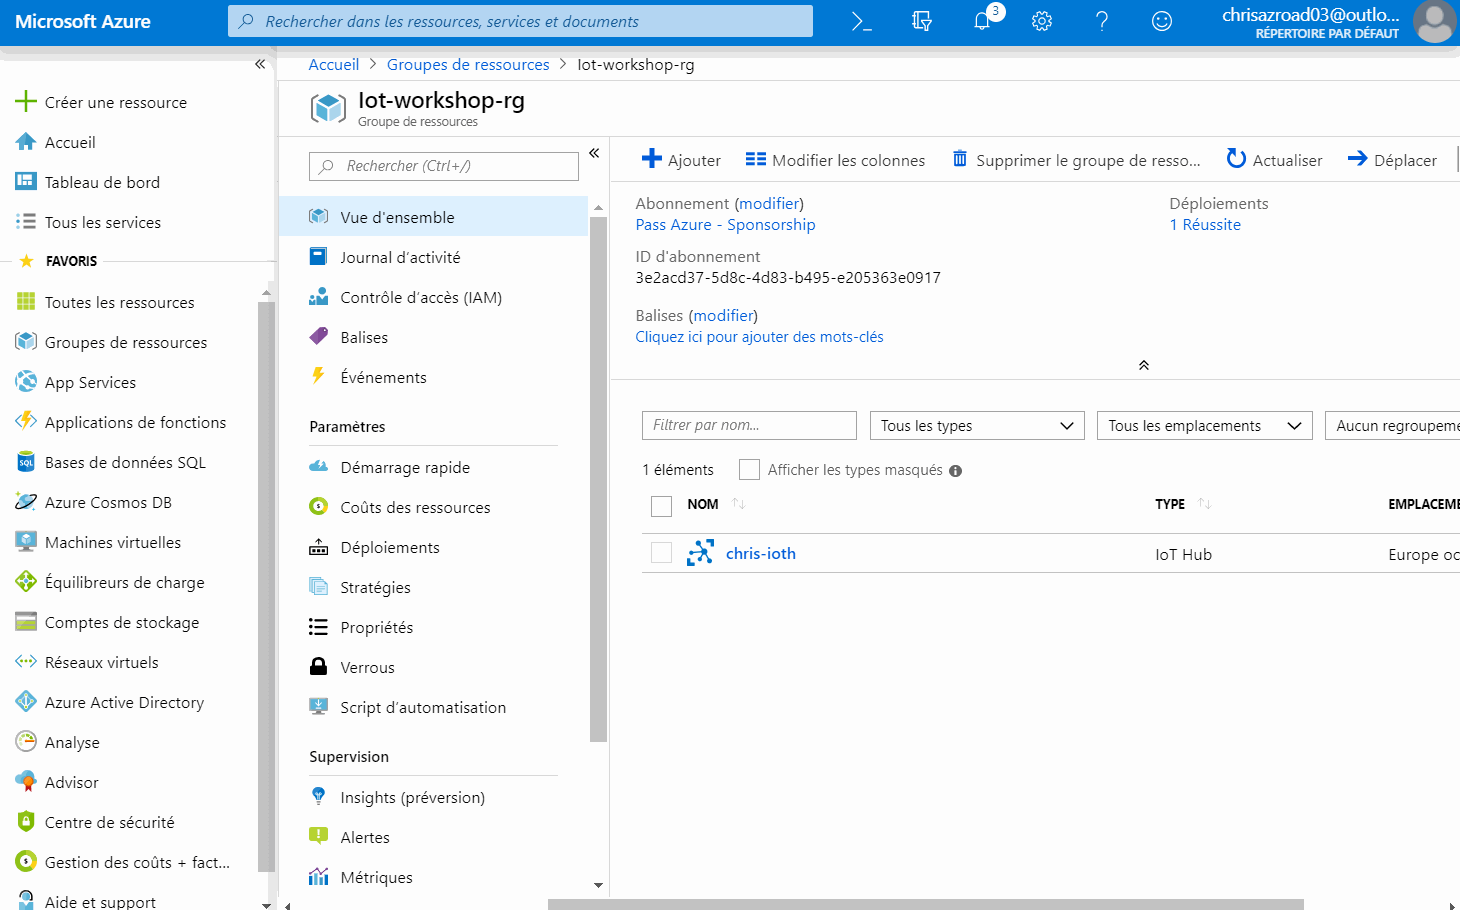 Microsoft Azure
Rechercher dans les ressources, services et documents
3
chrisazroad03@outlo...
RÉPERTOIRE PAR DÉFAUT
Créer une ressource
Accueil
Tableau de bord
Tous les services
FAVORIS
Toutes les ressources
Groupes de ressources
App Services
Applications de fonctions
Bases de données SQL
Azure Cosmos DB
Machines virtuelles
Équilibreurs de charge
Comptes de stockage
Réseaux virtuels
Azure Active Directory
Analyse
Advisor
Centre de sécurité
Gestion des coûts + fact...
Aide et support
Accueil > Groupes de ressources > Iot-workshop-rg
Iot-workshop-rg
Groupe de ressources
Rechercher (Ctrl+/)
Vue d'ensemble
Journal d’activité
Contrôle d’accès (IAM)
Balises
Événements
Paramètres
Démarrage rapide
Coûts des ressources
Déploiements
Stratégies
Propriétés
Verrous
Script d’automatisation
Supervision
Insights (préversion)
Alertes
Métriques
Ajouter
Modifier les colonnes
Supprimer le groupe de resso...
Actualiser
Déplacer
Abonnement (modifier)
Pass Azure - Sponsorship
Déploiements
1 Réussite
ID d'abonnement
3e2acd37-5d8c-4d83-b495-e205363e0917
Balises (modifier)
Cliquez ici pour ajouter des mots-clés
Filtrer par nom...
Tous les types
Tous les emplacements
Aucun regroupeme
1 éléments
Afficher les types masqués
NOM
TYPE
EMPLACEME
chris-ioth
IoT Hub
Europe oc